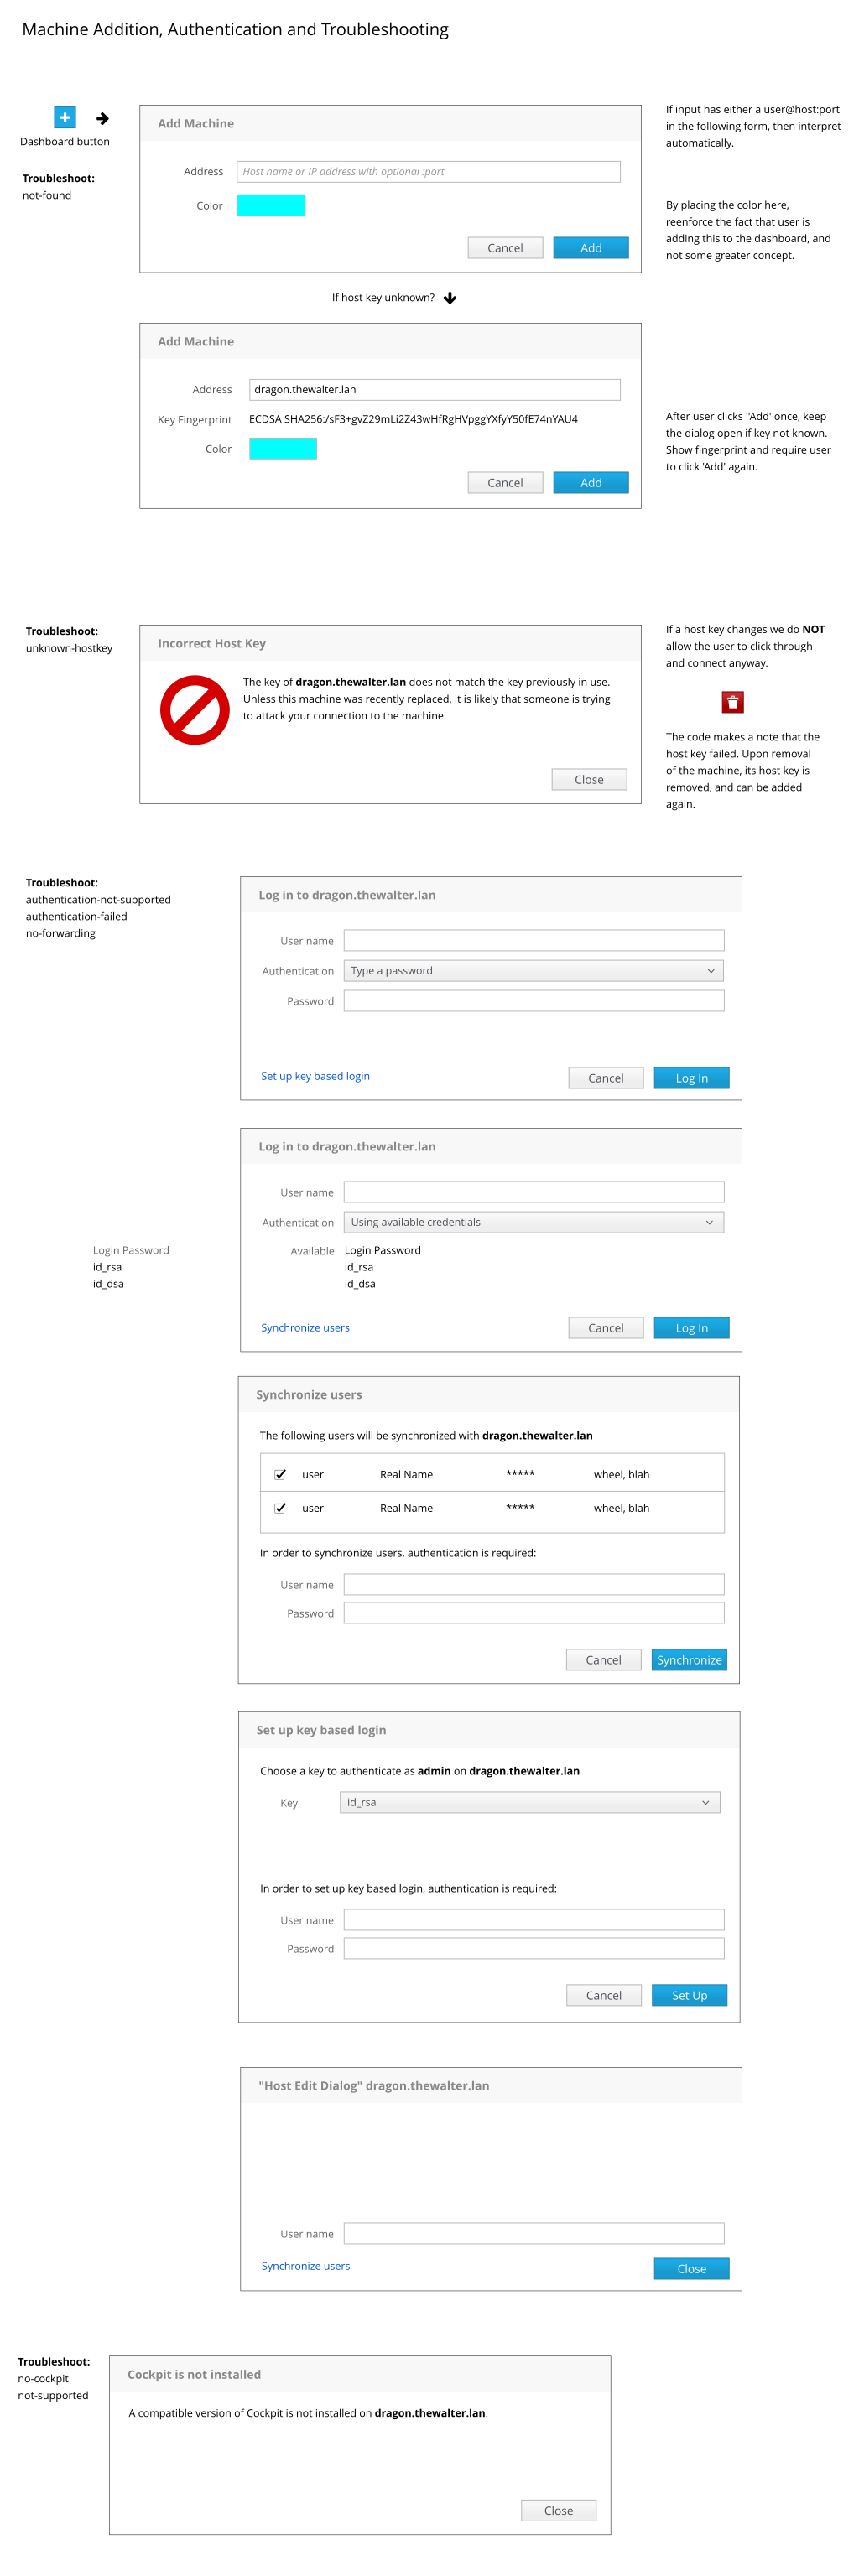 Machine Addition, Authentication and Troubleshooting
Dashboard button
Troubleshoot:
not-found
Add Machine
Address
Host name or IP address with optional :port
Color
Cancel
Add
If input has either a user@host:port
in the following form, then interpret
automatically.
By placing the color here,
reenforce the fact that user is
adding this to the dashboard, and
not some greater concept.
If host key unknown?
Add Machine
Address
dragon.thewalter.lan
Key Fingerprint
ECDSA SHA256:/sF3+gvZ29mLi2Z43wHfRgHVpggYXfyY50fE74nYAU4
Color
Cancel
Add
After user clicks "Add' once, keep
the dialog open if key not known.
Show fingerprint and require user
to click 'Add' again.
Troubleshoot:
unknown-hostkey
Incorrect Host Key
The key of dragon.thewalter.lan does not match the key previously in use.
Unless this machine was recently replaced, it is likely that someone is trying
to attack your connection to the machine.
Close
If a host key changes we do NOT
allow the user to click through
and connect anyway.
The code makes a note that the
host key failed. Upon removal
of the machine, its host key is
removed, and can be added
again.
Troubleshoot:
authentication-not-supported
authentication-failed
no-forwarding
Log in to dragon.thewalter.lan
User name
Authentication
Type a password
Password
Set up key based login
Cancel
Log In
Log in to dragon.thewalter.lan
User name
Authentication
Using available credentials
Login Password
id_rsa
id_dsa
Available
Login Password
id_rsa
id_dsa
Synchronize users
Cancel
Log In
Synchronize users
The following users will be synchronized with dragon.thewalter.lan
user Real Name ***** wheel, blah
user Real Name ***** wheel, blah
In order to synchronize users, authentication is required:
User name
Password
Cancel
Synchronize
Set up key based login
Choose a key to authenticate as admin on dragon.thewalter.lan
Key
id_rsa
In order to set up key based login, authentication is required:
User name
Password
Cancel
Set Up
"Host Edit Dialog" dragon.thewalter.lan
User name
Synchronize users
Close
Troubleshoot:
no-cockpit
not-supported
Cockpit is not installed
A compatible version of Cockpit is not installed on dragon.thewalter.lan.
Close